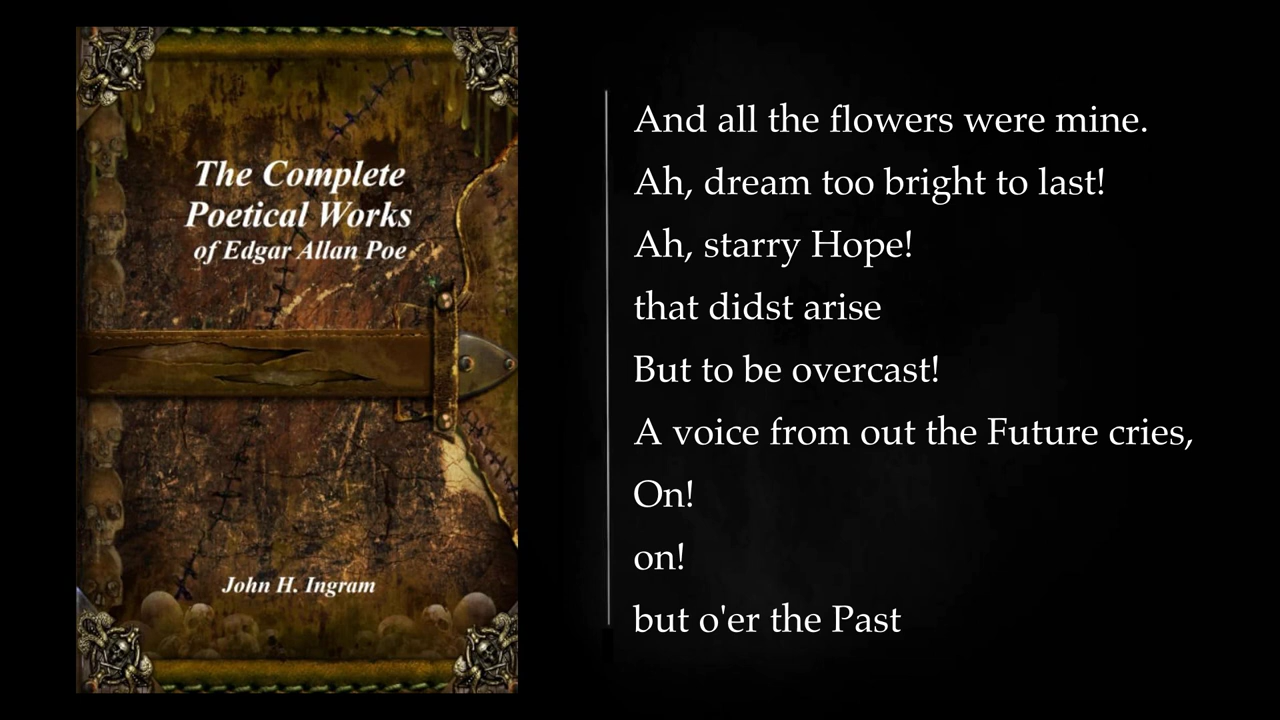 The Complete
Poetical Works
of Edgar Allan Poe
John H. Ingram
And all the flowers were mine.
Ah, dream too bright to last!
Ah, starry Hope!
that didst arise
But to be overcast!
A voice from out the Future cries,
On!
on!
but o'er the Past